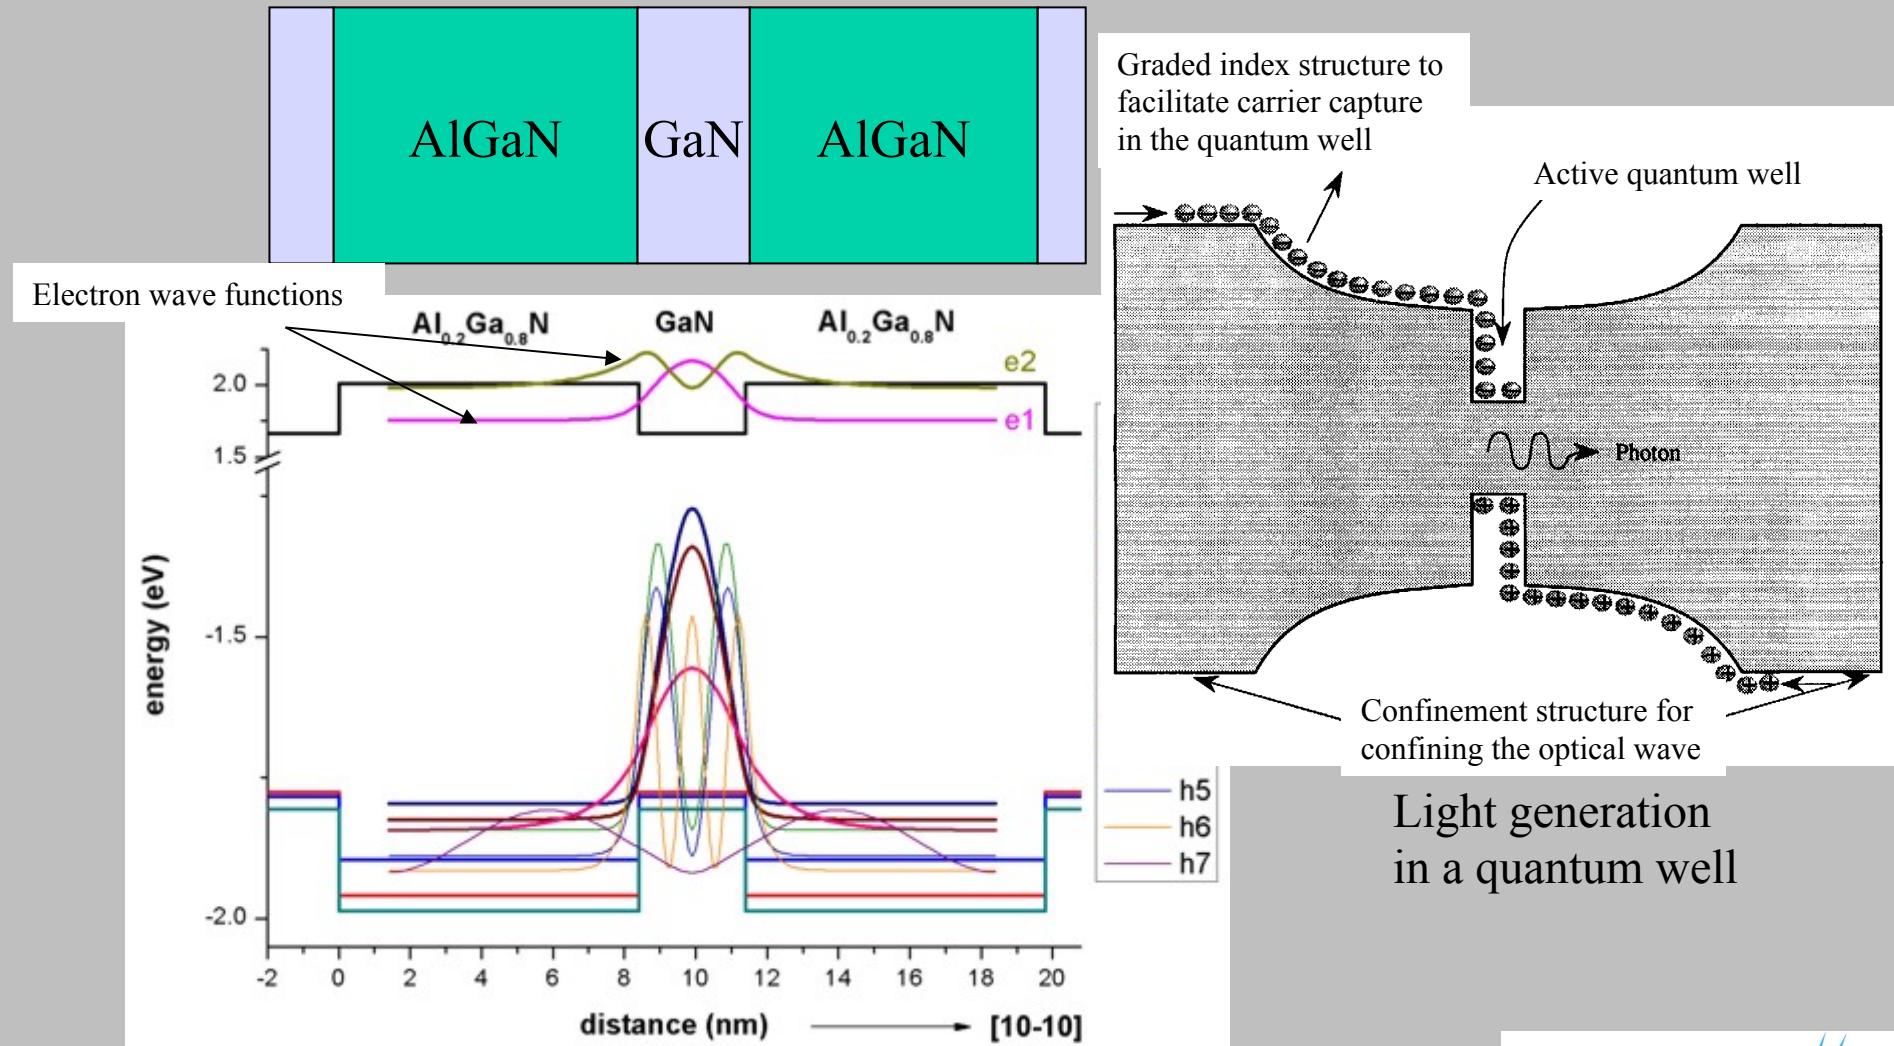 AlGaN
GaN
AlGaN
Graded index structure to
facilitate carrier capture
in the quantum well
Active quantum well
Electron wave functions
Al0.2Ga0.8N
GaN
Al0.2Ga0.8N
e2
e1
2.0
1.5
-1.5
-2.0
energy (eV)
-2 0 2 4 6 8 10 12 14 16 18 20
distance (nm)
[10-10]
h5
h6
h7
Photon
Confinement structure for
confining the optical wave
Light generation
in a quantum well